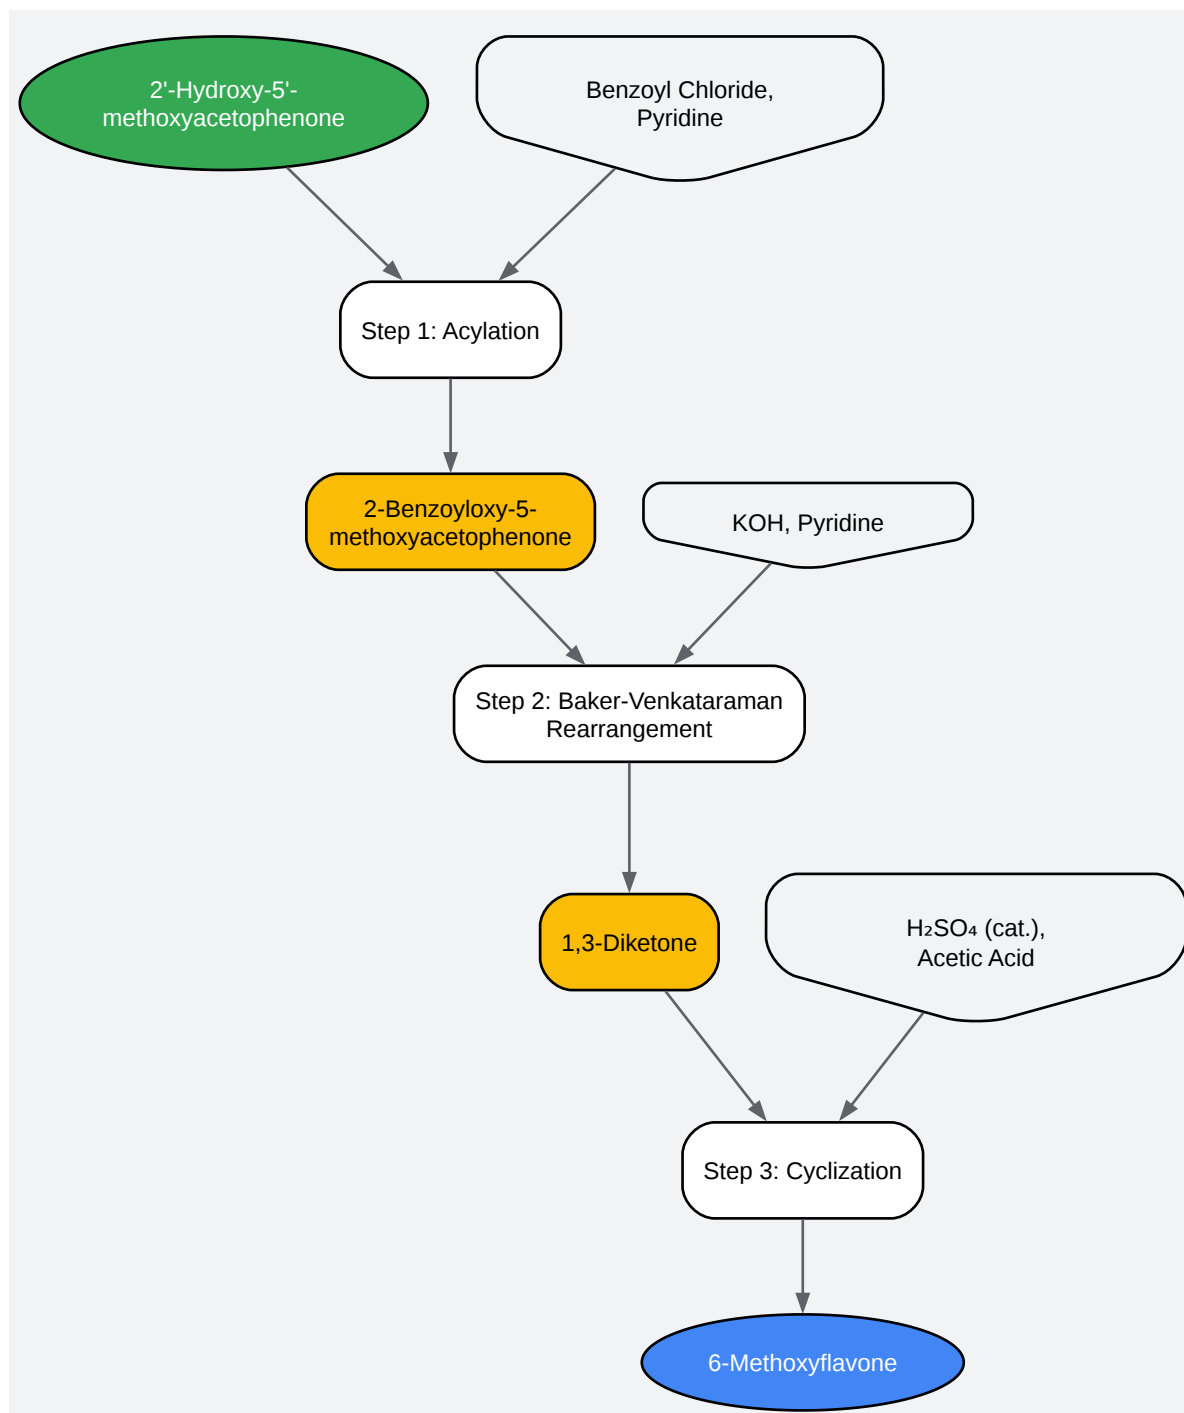 2'-Hydroxy-5'-
methoxyacetophenone
Benzoyl Chloride,
Pyridine
Step 1: Acylation
2-Benzoyloxy-5-
methoxyacetophenone
KOH, Pyridine
Step 2: Baker-Venkataraman
Rearrangement
1,3-Diketone
H₂SO₄ (cat.),
Acetic Acid
Step 3: Cyclization
6-Methoxyflavone